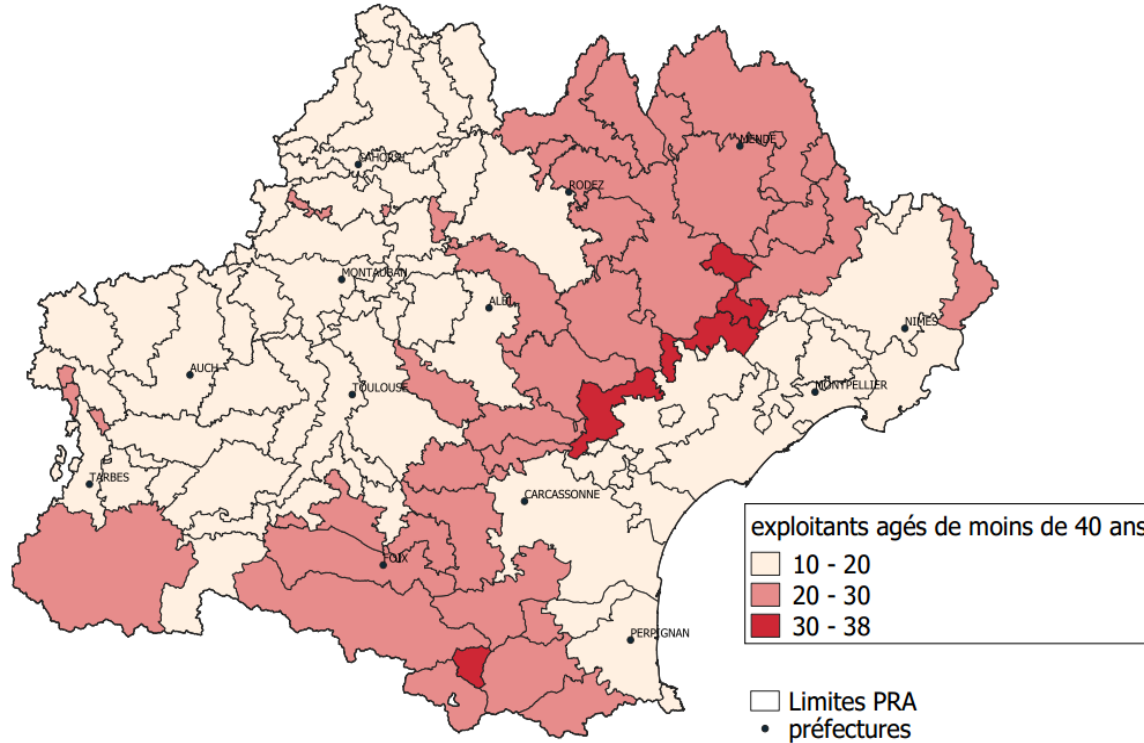 MENDE
CAHORS
RODEZ
MONTAUBAN
ALBI
NIMES
AUCH
TOULOUSE
MONTPELLIER
TARBES
CARCASSONNE
FOIX
PERPIGNAN
exploitants agés de moins de 40 ans
10 - 20
20 - 30
30 - 38
Limites PRA
préfectures